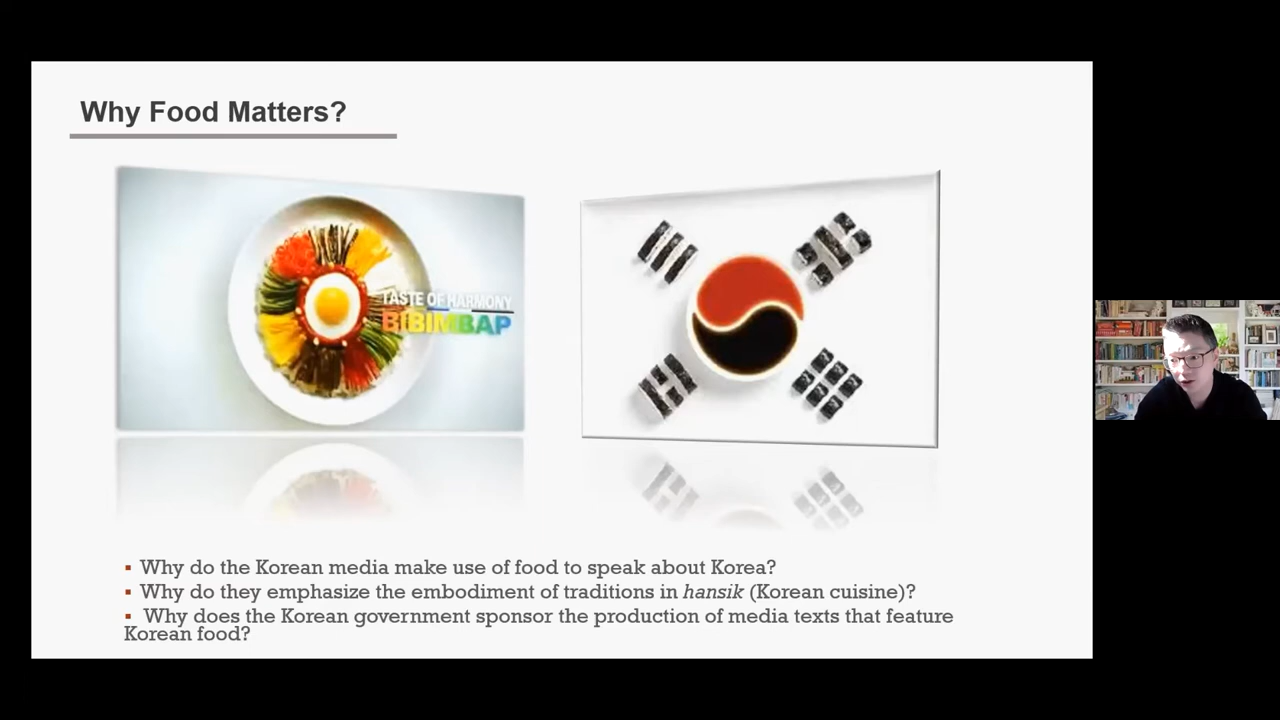 Why Food Matters?
TASTE OF HARMONY
BIBIMBAP
▪ Why do the Korean media make use of food to speak about Korea?
▪ Why do they emphasize the embodiment of traditions in hansik (Korean cuisine)?
▪ Why does the Korean government sponsor the production of media texts that feature
Korean food?